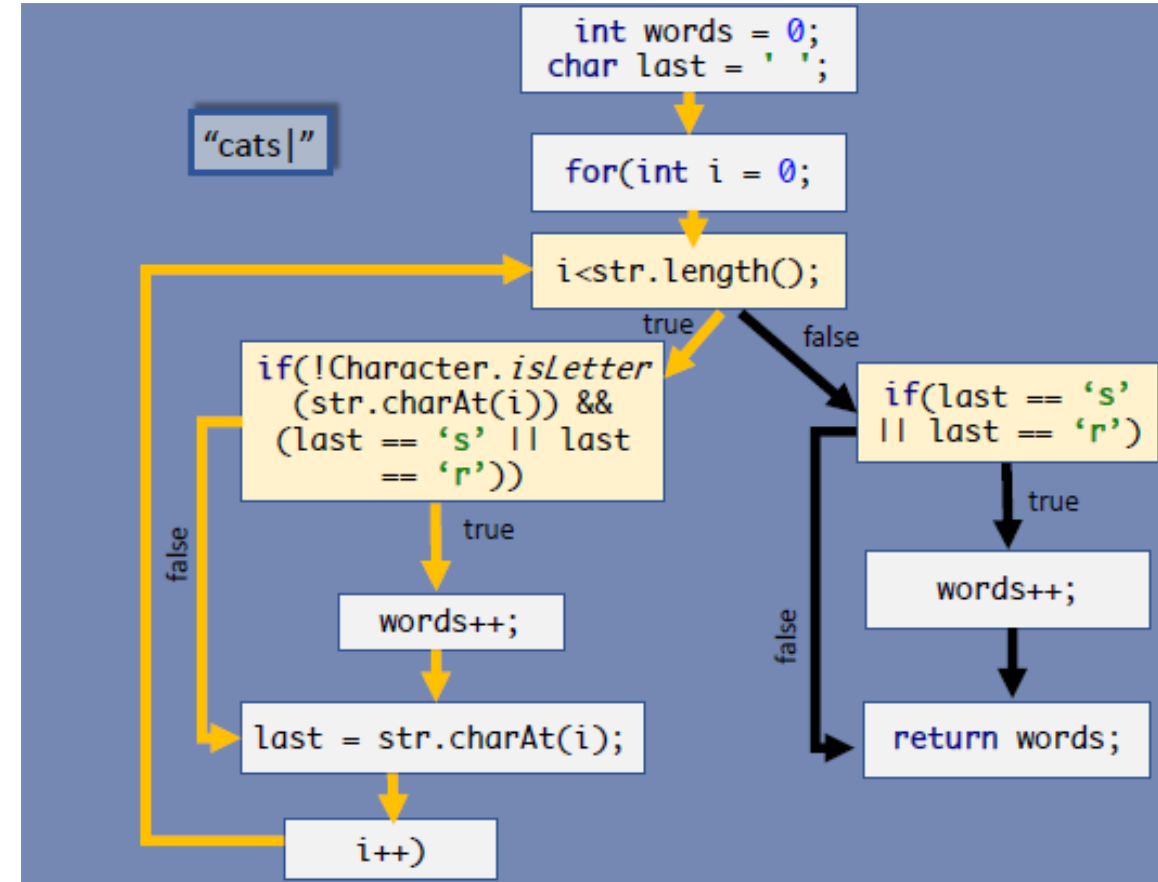 int words = 0;
char last = ' ';
"cats|"
for(int i = 0;
i<str.length();
true
false
if(!Character.isLetter
(str.charAt(i)) &&
(last == ‘s’ || last
== ‘r’))
if(last == ‘s’
|| last == ‘r’)
true
true
false
words++;
words++;
false
last = str.charAt(i);
return words;
i++)